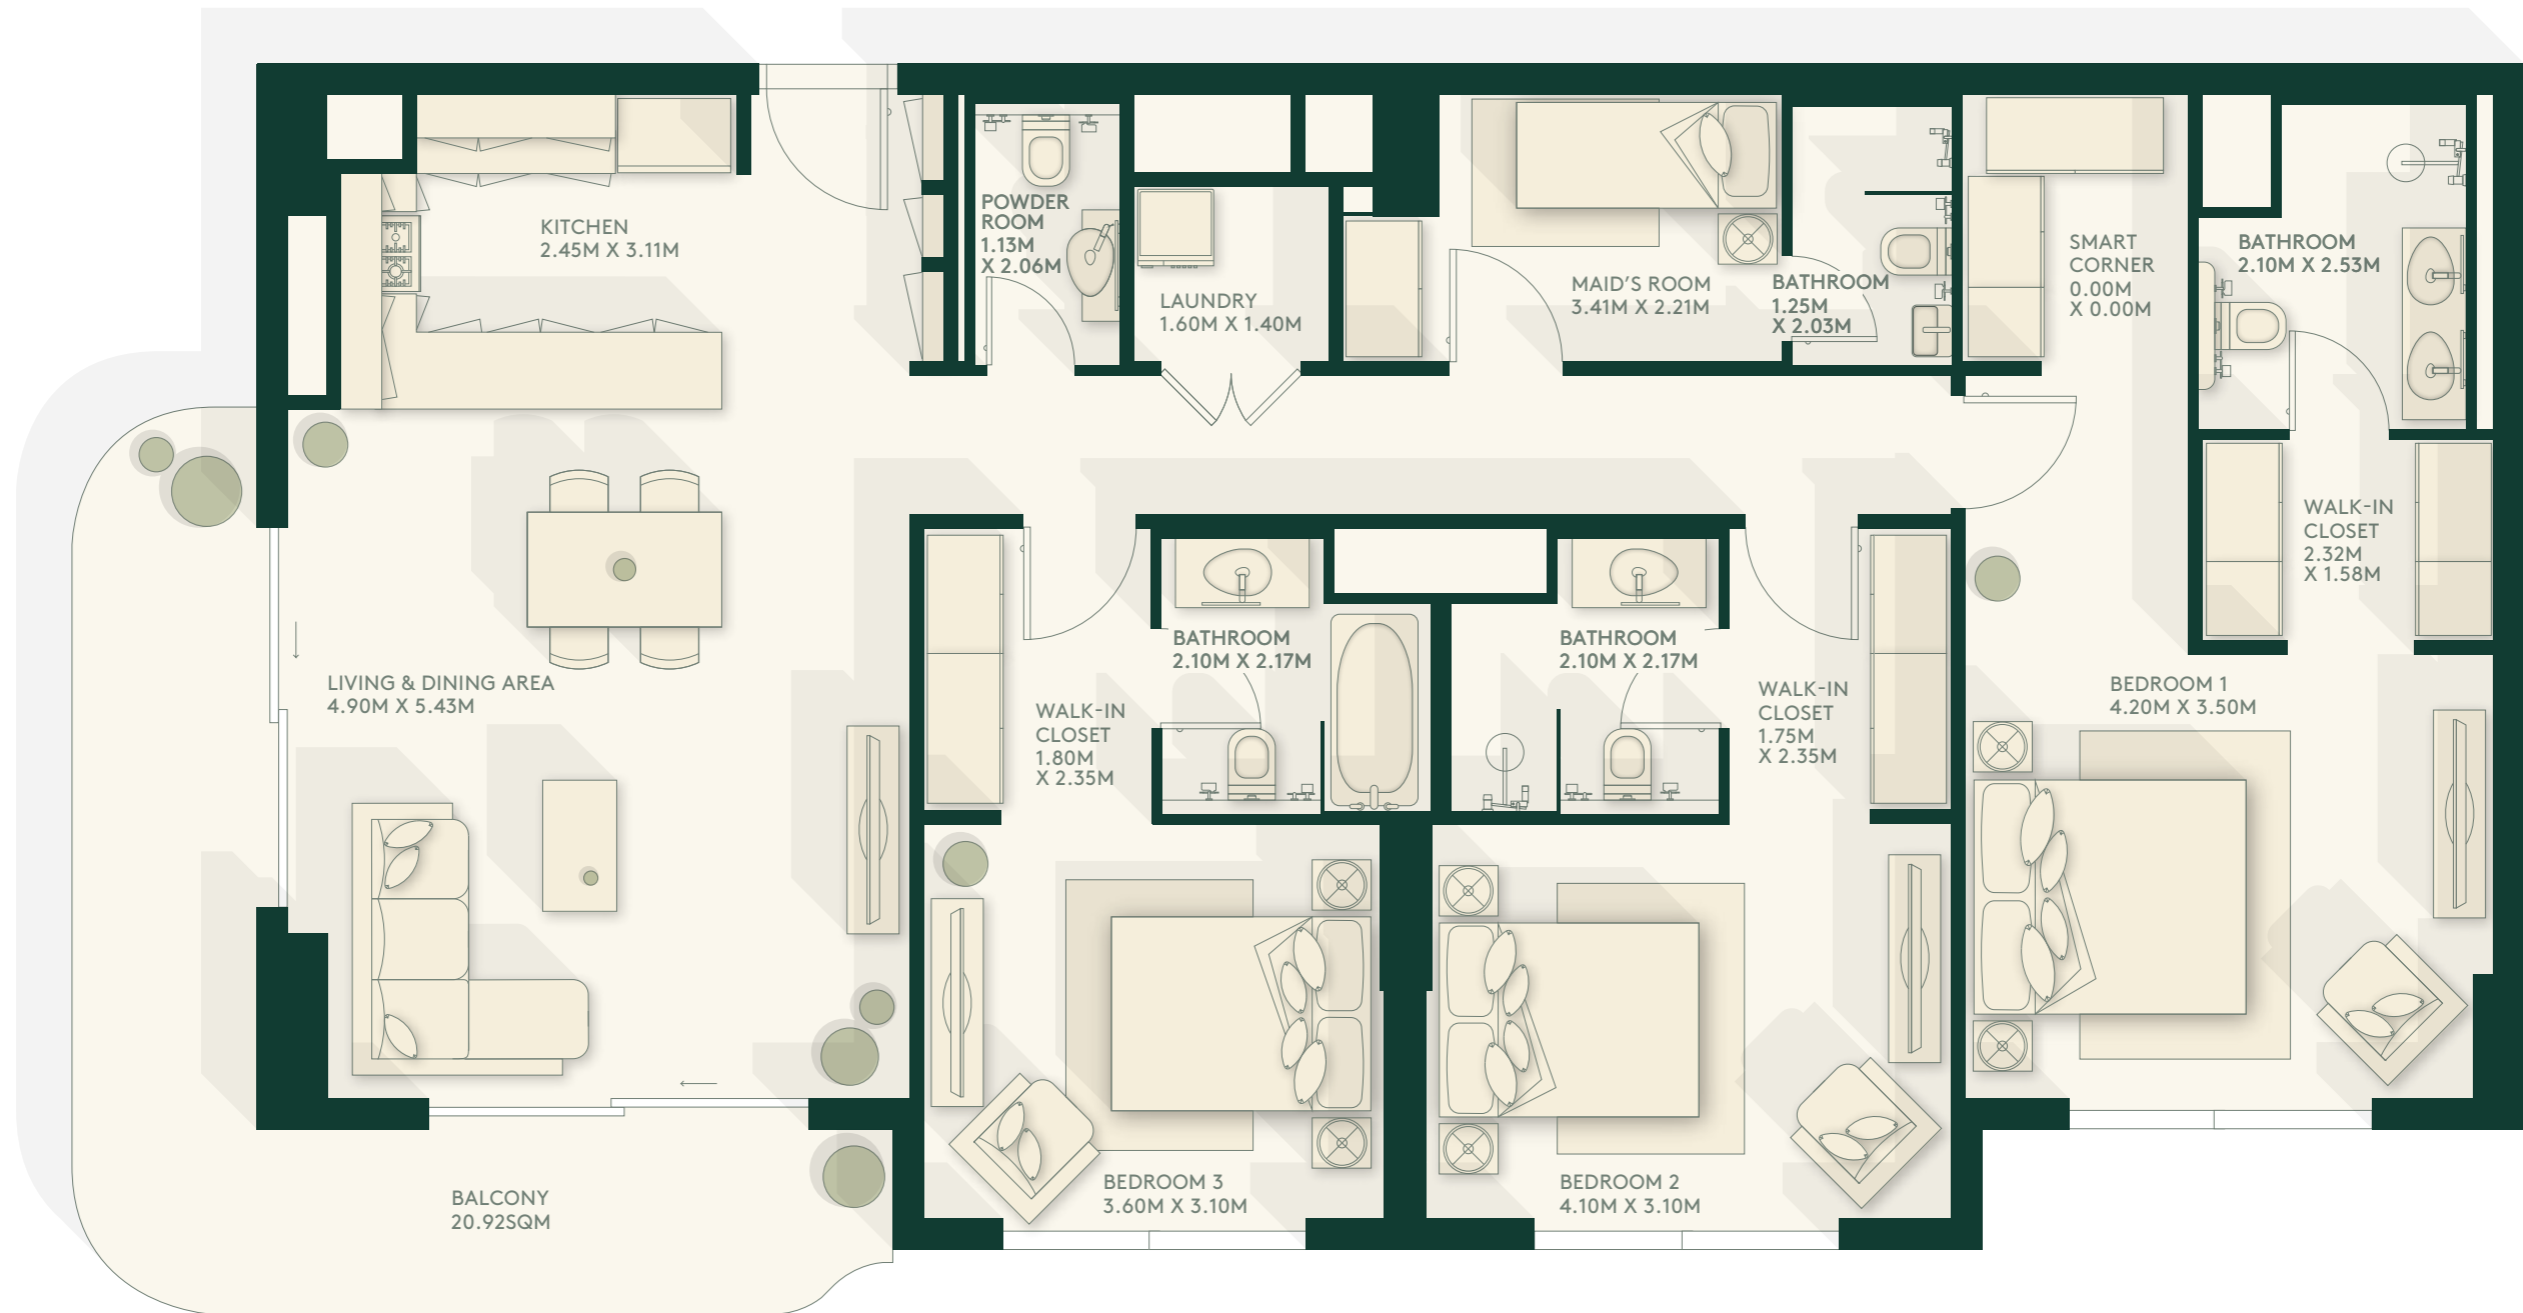 KITCHEN
2.45M X 3.11M
POWDER
ROOM
1.13M
X 2.06M
LAUNDRY
1.60M X 1.40M
MAID'S ROOM
3.41M X 2.21M
BATHROOM
1.25M
X 2.03M
SMART
CORNER
0.00M
X 0.00M
BATHROOM
2.10M X 2.53M
WALK-IN
CLOSET
2.32M
X 1.58M
LIVING & DINING AREA
4.90M X 5.43M
WALK-IN
CLOSET
1.80M
X 2.35M
BATHROOM
2.10M X 2.17M
BATHROOM
2.10M X 2.17M
WALK-IN
CLOSET
1.75M
X 2.35M
BEDROOM 1
4.20M X 3.50M
BALCONY
20.92SQM
BEDROOM 3
3.60M X 3.10M
BEDROOM 2
4.10M X 3.10M